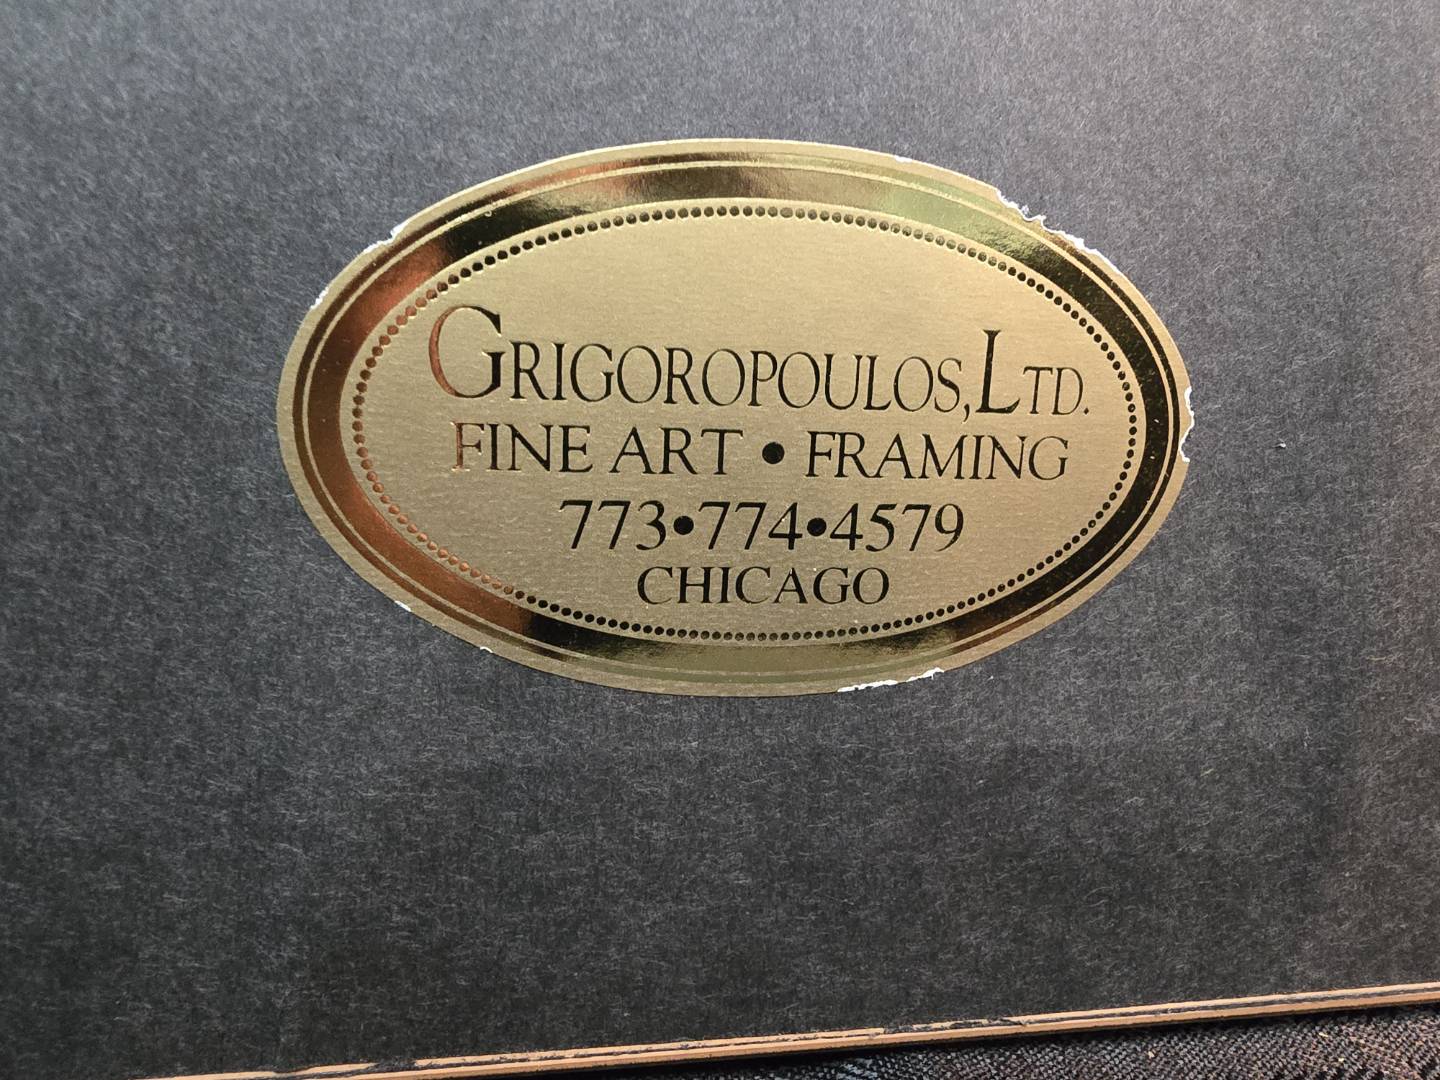 GRIGOROPOULOS, LTD.
FINE ART • FRAMING
773•774•4579
CHICAGO